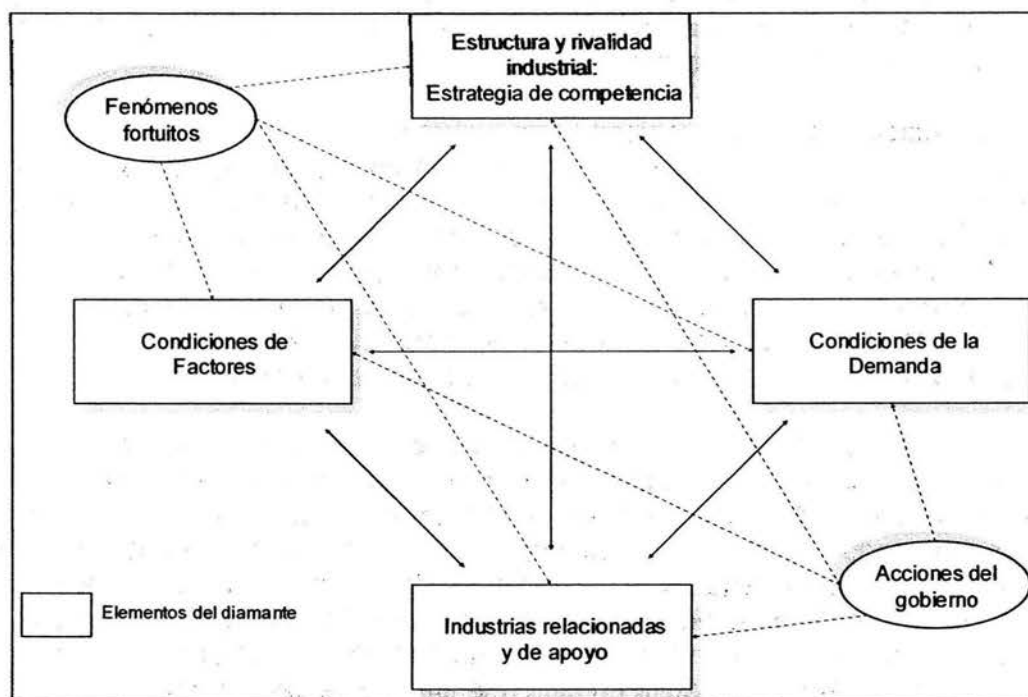 Estructura y rivalidad
industrial:
Estrategia de competencia
Fenómenos
fortuitos
Condiciones de
Factores
Condiciones de la
Demanda
Acciones del
gobierno
Elementos del diamante
Industrias relacionadas
y de apoyo